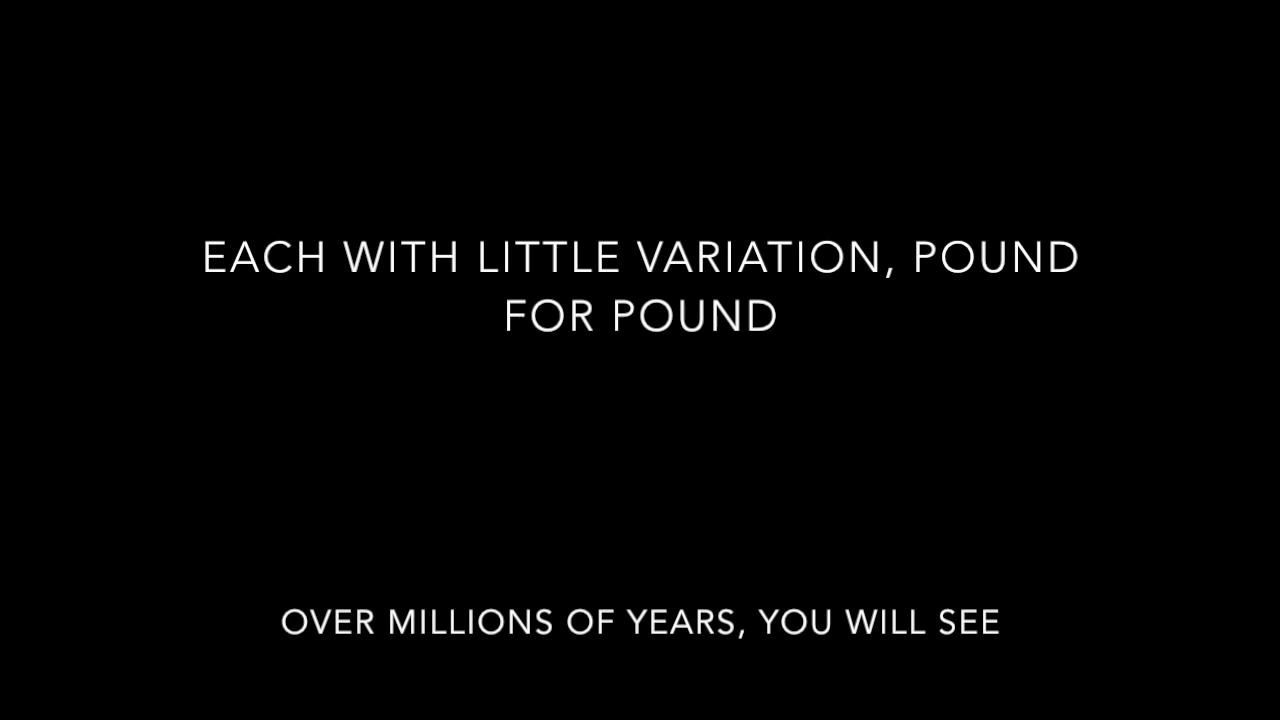 EACH WITH LITTLE VARIATION, POUND
FOR POUND
OVER MILLIONS OF YEARS, YOU WILL SEE